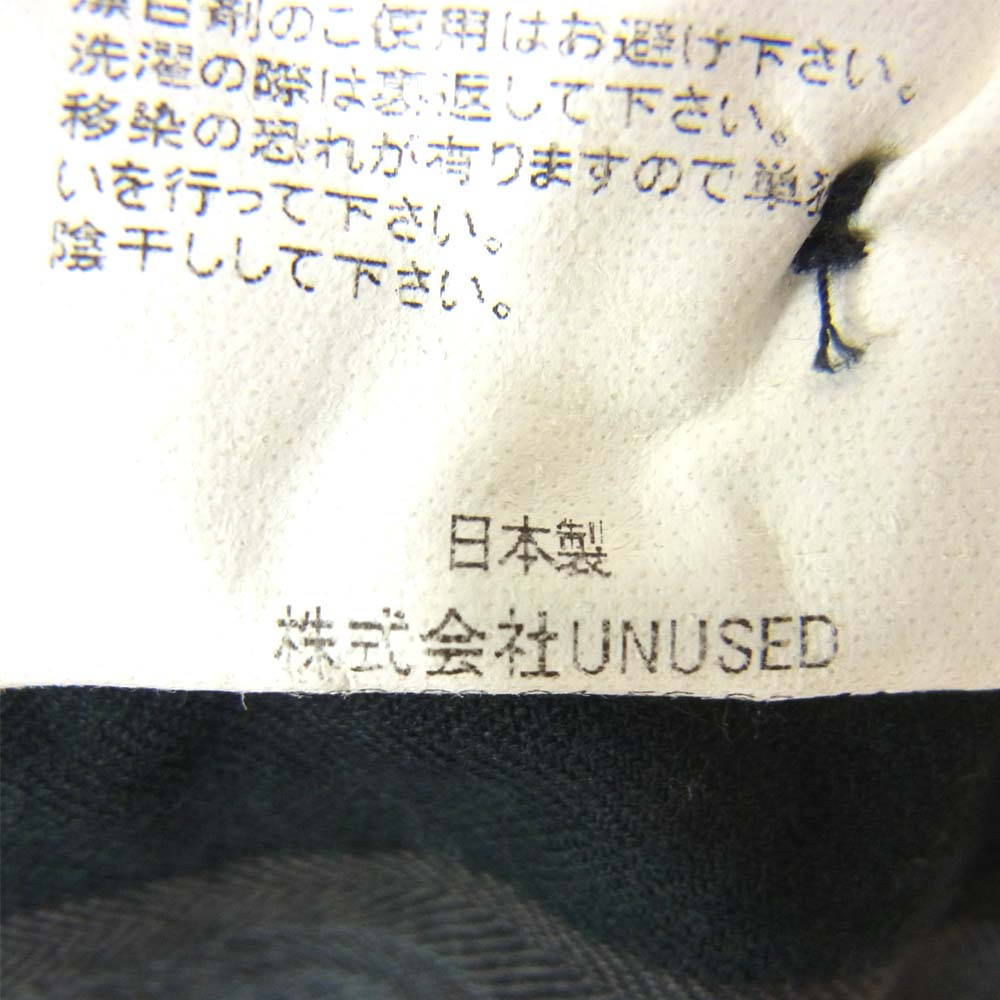 漂白剤のご使用はお避け下さい。
洗濯の際は裏返して下さい。
移染の恐れが有りますので単独
いを行って下さい。
陰干しして下さい。
日本製
株式会社UNUSED